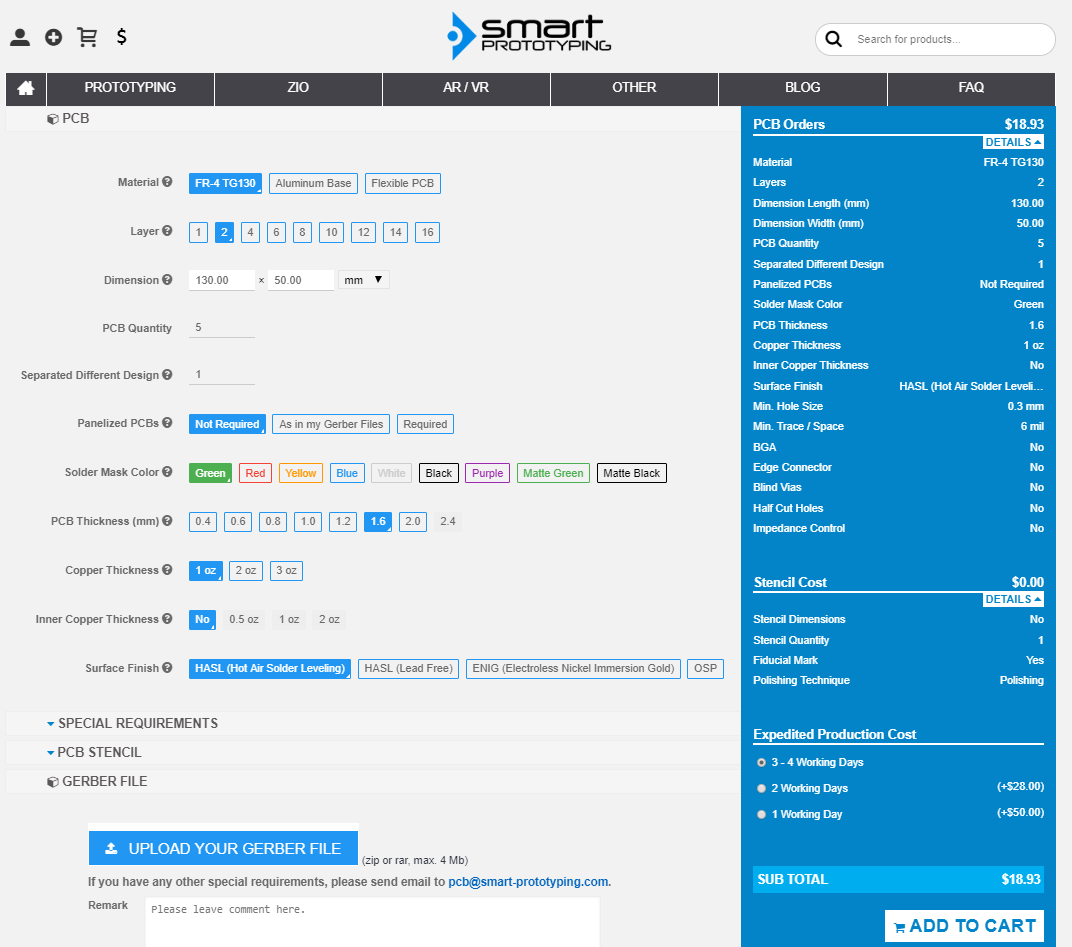 $
smart
PROTOTYPING
Search for products...
PROTOTYPING ZIO AR / VR OTHER BLOG FAQ
PCB
Material FR-4 TG130 Aluminum Base Flexible PCB
Layer 1 2 4 6 8 10 12 14 16
Dimension 130.00 × 50.00 mm
PCB Quantity 5
Separated Different Design 1
Panelized PCBs Not Required As in my Gerber Files Required
Solder Mask Color Green Red Yellow Blue White Black Purple Matte Green Matte Black
PCB Thickness (mm) 0.4 0.6 0.8 1.0 1.2 1.6 2.0 2.4
Copper Thickness 1 oz 2 oz 3 oz
Inner Copper Thickness No 0.5 oz 1 oz 2 oz
Surface Finish HASL (Hot Air Solder Leveling) HASL (Lead Free) ENIG (Electroless Nickel Immersion Gold) OSP
SPECIAL REQUIREMENTS
PCB STENCIL
GERBER FILE
UPLOAD YOUR GERBER FILE (zip or rar, max. 4 Mb)
If you have any other special requirements, please send email to pcb@smart-prototyping.com.
Remark Please leave comment here.
PCB Orders $18.93
DETAILS
Material FR-4 TG130
Layers 2
Dimension Length (mm) 130.00
Dimension Width (mm) 50.00
PCB Quantity 5
Separated Different Design 1
Panelized PCBs Not Required
Solder Mask Color Green
PCB Thickness 1.6
Copper Thickness 1 oz
Inner Copper Thickness No
Surface Finish HASL (Hot Air Solder Leveli...
Min. Hole Size 0.3 mm
Min. Trace / Space 6 mil
BGA No
Edge Connector No
Blind Vias No
Half Cut Holes No
Impedance Control No
Stencil Cost $0.00
DETAILS
Stencil Dimensions No
Stencil Quantity 1
Fiducial Mark Yes
Polishing Technique Polishing
Expedited Production Cost
3 - 4 Working Days
2 Working Days (+$28.00)
1 Working Day (+$50.00)
SUB TOTAL $18.93
ADD TO CART